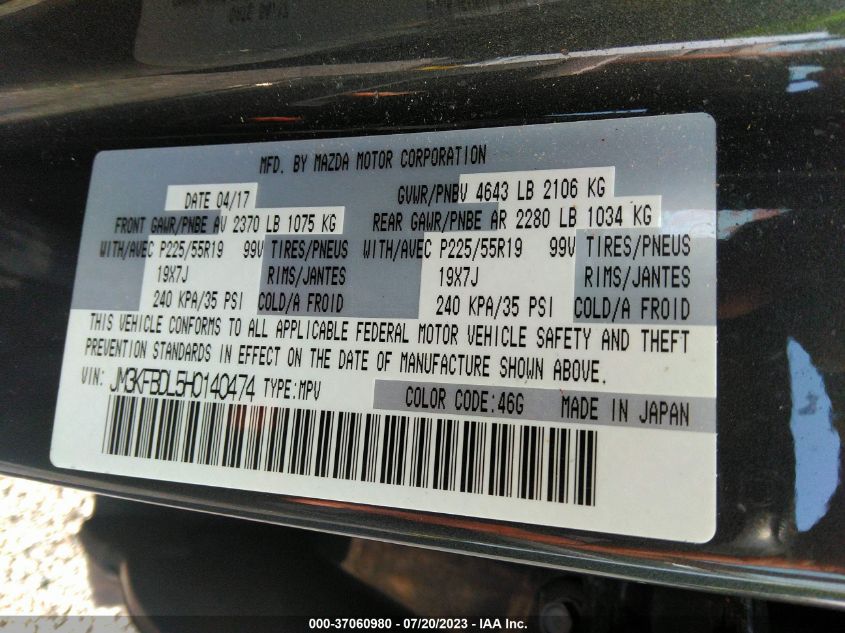 MFD. BY MAZDA MOTOR CORPORATION
DATE 04/17 GVWR/PNBV 4643 LB 2106 KG
FRONT GAWR/PNBE AV 2370 LB 1075 KG REAR GAWR/PNBE AR 2280 LB 1034 KG
WITH/AVEC P225/55R19 99V TIRES/PNEUS WITH/AVEC P225/55R19 99V TIRES/PNEUS
19X7J RIMS/JANTES 19X7J RIMS/JANTES
240 KPA/35 PSI COLD/A FROID 240 KPA/35 PSI COLD/A FROID
THIS VEHICLE CONFORMS TO ALL APPLICABLE FEDERAL MOTOR VEHICLE SAFETY AND THEFT
PREVENTION STANDARDS IN EFFECT ON THE DATE OF MANUFACTURE SHOWN ABOVE.
VIN: JM3KFBDL5H0140474 TYPE:MPV COLOR CODE:46G MADE IN JAPAN
000-37060980 - 07/20/2023 - IAA Inc.